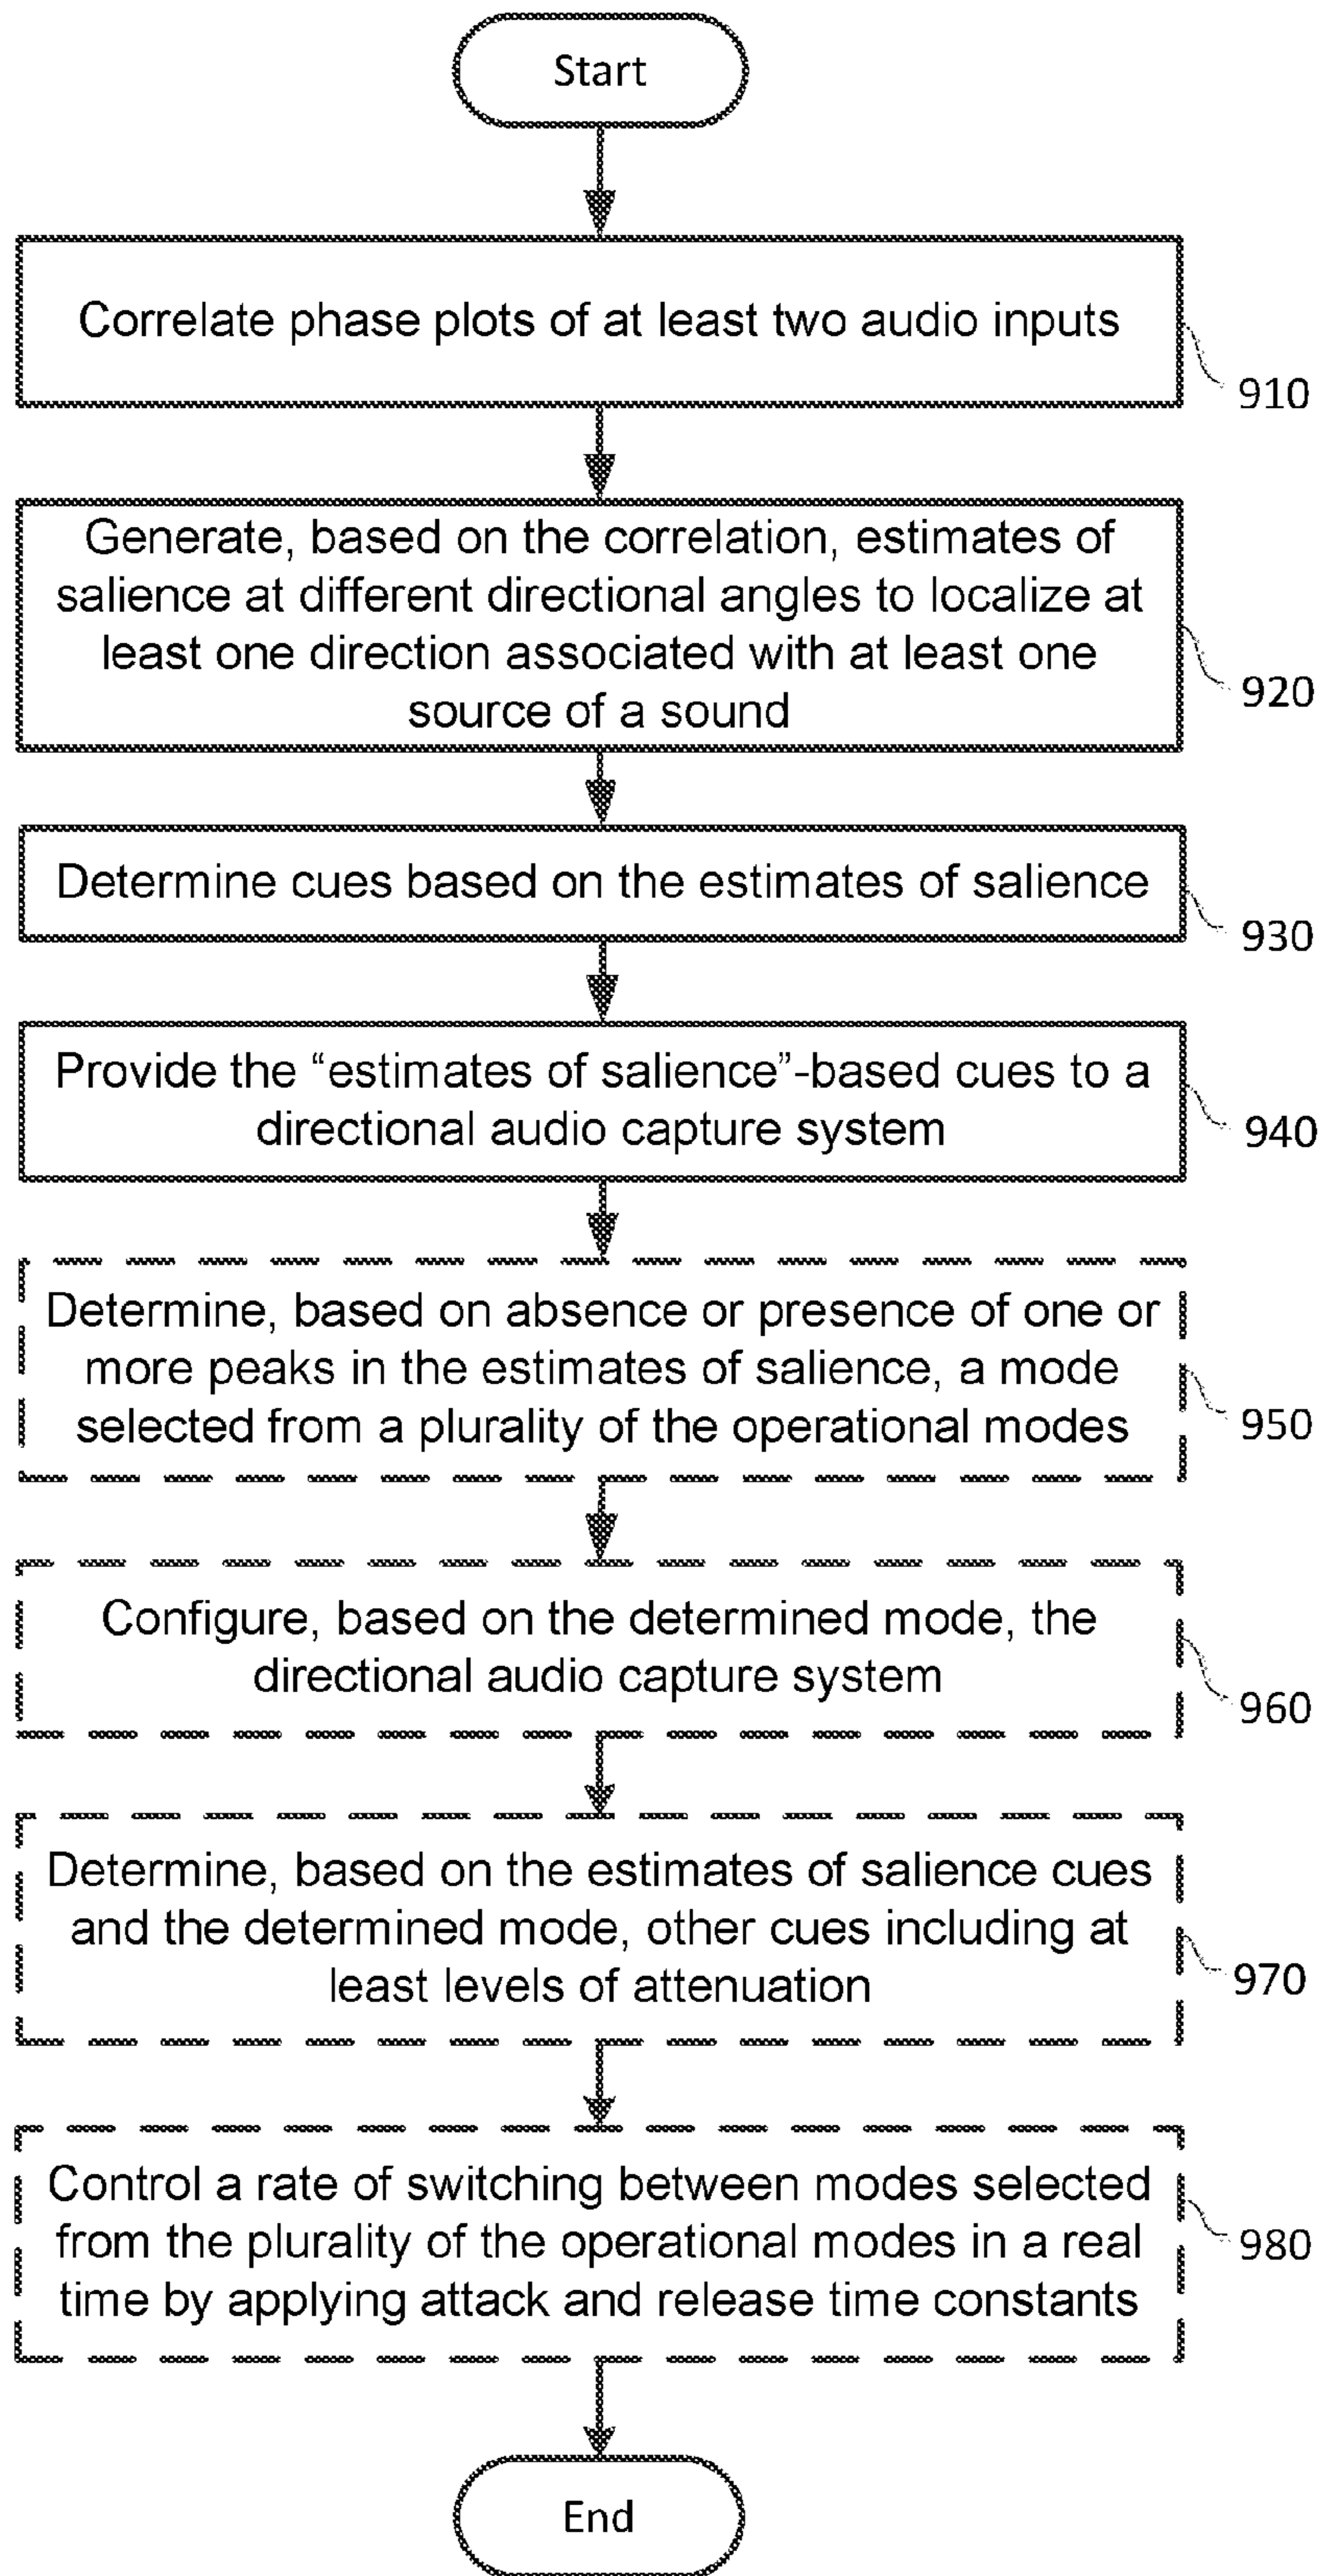 Start
Correlate phase plots of at least two audio inputs
910
Generate, based on the correlation, estimates of
salience at different directional angles to localize at
least one direction associated with at least one
source of a sound
920
Determine cues based on the estimates of salience
930
Provide the “estimates of salience”-based cues to a
directional audio capture system
940
Determine, based on absence or presence of one or
more peaks in the estimates of salience, a mode
selected from a plurality of the operational modes
950
Configure, based on the determined mode, the
directional audio capture system
960
Determine, based on the estimates of salience cues
and the determined mode, other cues including at
least levels of attenuation
970
Control a rate of switching between modes selected
from the plurality of the operational modes in a real
time by applying attack and release time constants
980
End